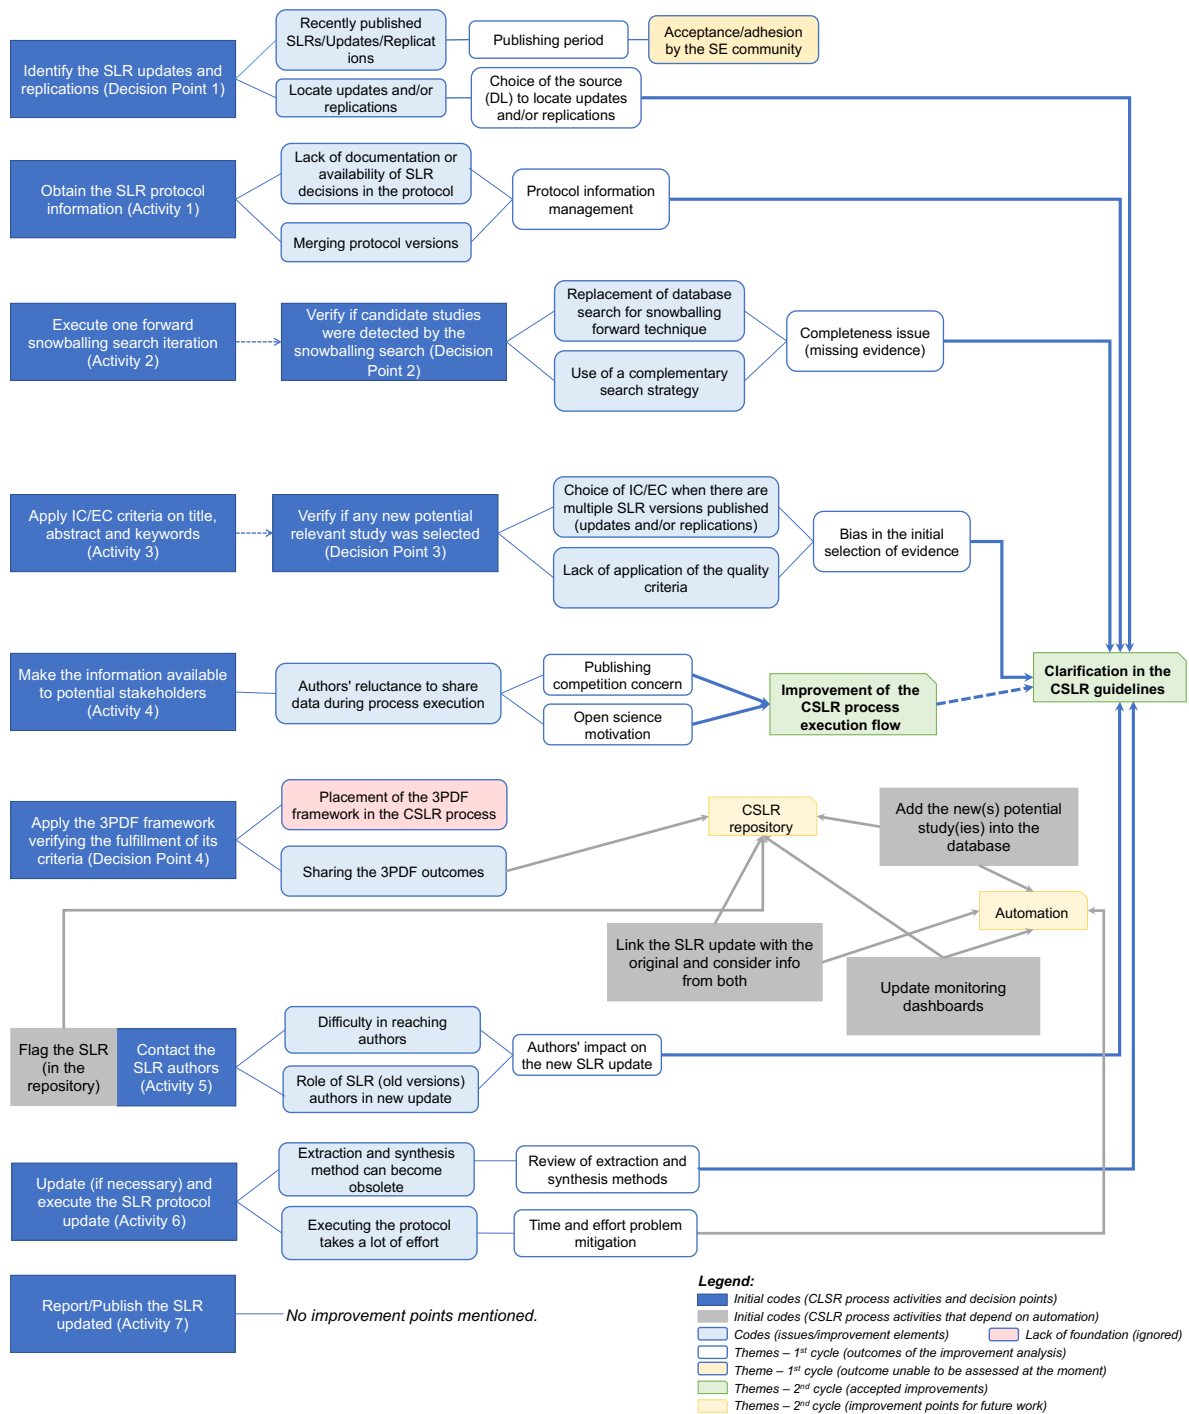 Identify the SLR updates and
replications (Decision Point 1)
Recently published
SLRs/Updates/Replicat
ions
Publishing period
Acceptance/adhesion
by the SE community
Locate updates and/or
replications
Choice of the source
(DL) to locate updates
and/or replications
Obtain the SLR protocol
information (Activity 1)
Lack of documentation or
availability of SLR
decisions in the protocol
Merging protocol versions
Protocol information
management
Execute one forward
snowballing search iteration
(Activity 2)
Verify if candidate studies
were detected by the
snowballing search (Decision
Point 2)
Replacement of database
search for snowballing
forward technique
Use of a complementary
search strategy
Completeness issue
(missing evidence)
Apply IC/EC criteria on title,
abstract and keywords
(Activity 3)
Verify if any new potential
relevant study was selected
(Decision Point 3)
Choice of IC/EC when there are
multiple SLR versions published
(updates and/or replications)
Lack of application of the quality
criteria
Bias in the initial
selection of evidence
Make the information available
to potential stakeholders
(Activity 4)
Authors' reluctance to share
data during process execution
Publishing
competition concern
Open science
motivation
Improvement of the
CSLR process
execution flow
Clarification in the
CSLR guidelines
Apply the 3PDF framework
verifying the fulfillment of its
criteria (Decision Point 4)
Placement of the 3PDF
framework in the CSLR process
Sharing the 3PDF outcomes
CSLR
repository
Add the new(s) potential
study(ies) into the
database
Automation
Link the SLR update with the
original and consider info
from both
Update monitoring
dashboards
Flag the SLR
(in the
repository)
Contact the
SLR authors
(Activity 5)
Difficulty in reaching
authors
Role of SLR (old versions)
authors in new update
Authors' impact on
the new SLR update
Update (if necessary) and
execute the SLR protocol
update (Activity 6)
Extraction and synthesis
method can become
obsolete
Review of extraction and
synthesis methods
Executing the protocol
takes a lot of effort
Time and effort problem
mitigation
Report/Publish the SLR
updated (Activity 7)
No improvement points mentioned.
Legend:
Initial codes (CLSR process activities and decision points)
Initial codes (CSLR process activities that depend on automation)
Codes (issues/improvement elements)
Lack of foundation (ignored)
Themes – 1st cycle (outcomes of the improvement analysis)
Theme – 1st cycle (outcome unable to be assessed at the moment)
Themes – 2nd cycle (accepted improvements)
Themes – 2nd cycle (improvement points for future work)